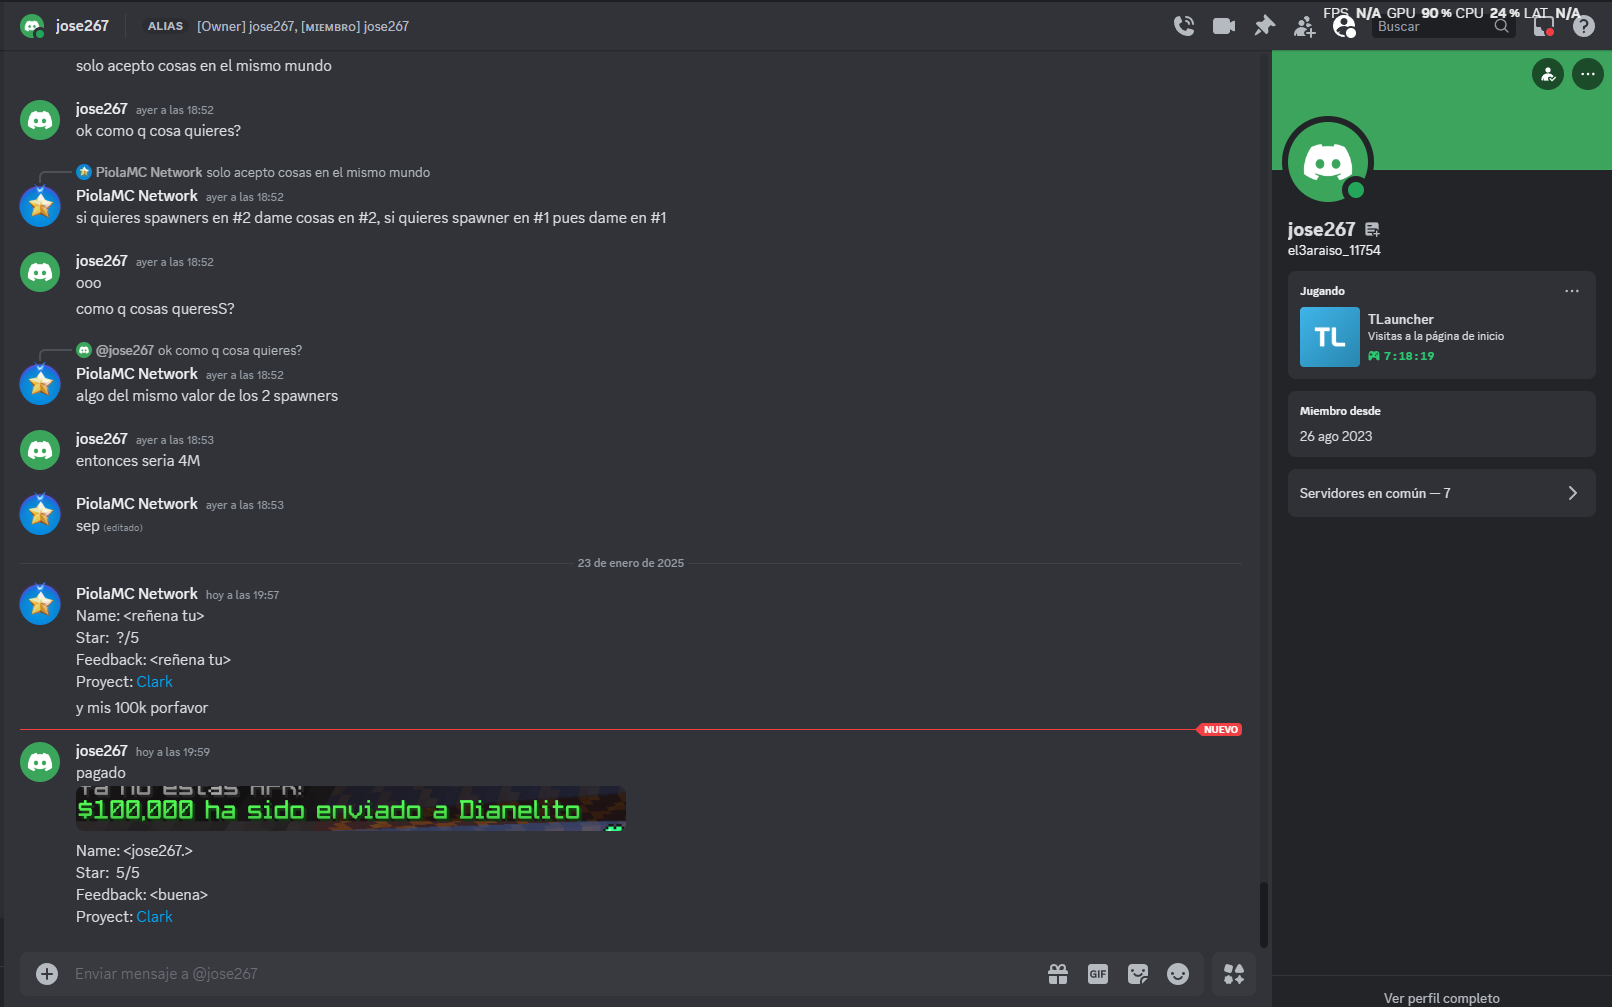 jose267 ALIAS [Owner] jose267, [ᴍɪᴇᴍʙʀᴏ] jose267
FPS N/A GPU 90 % CPU 24 % LAT N/A
Buscar
solo acepto cosas en el mismo mundo
jose267 ayer a las 18:52
ok como q cosa quieres?
PiolaMC Network solo acepto cosas en el mismo mundo
PiolaMC Network ayer a las 18:52
si quieres spawners en #2 dame cosas en #2, si quieres spawner en #1 pues dame en #1
jose267 ayer a las 18:52
ooo
como q cosas queresS?
@jose267 ok como q cosa quieres?
PiolaMC Network ayer a las 18:52
algo del mismo valor de los 2 spawners
jose267 ayer a las 18:53
entonces seria 4M
PiolaMC Network ayer a las 18:53
sep (editado)
23 de enero de 2025
PiolaMC Network hoy a las 19:57
Name: <reñena tu>
Star: ?/5
Feedback: <reñena tu>
Proyect: Clark
y mis 100k porfavor
NUEVO
jose267 hoy a las 19:59
pagado
Ya no estás AFK!
$100,000 ha sido enviado a Dianelito
Name: <jose267.>
Star: 5/5
Feedback: <buena>
Proyect: Clark
Enviar mensaje a @jose267
GIF
jose267
el3araiso_11754
Jugando
TL
TLauncher
Visitas a la página de inicio
7:18:19
Miembro desde
26 ago 2023
Servidores en común — 7
Ver perfil completo